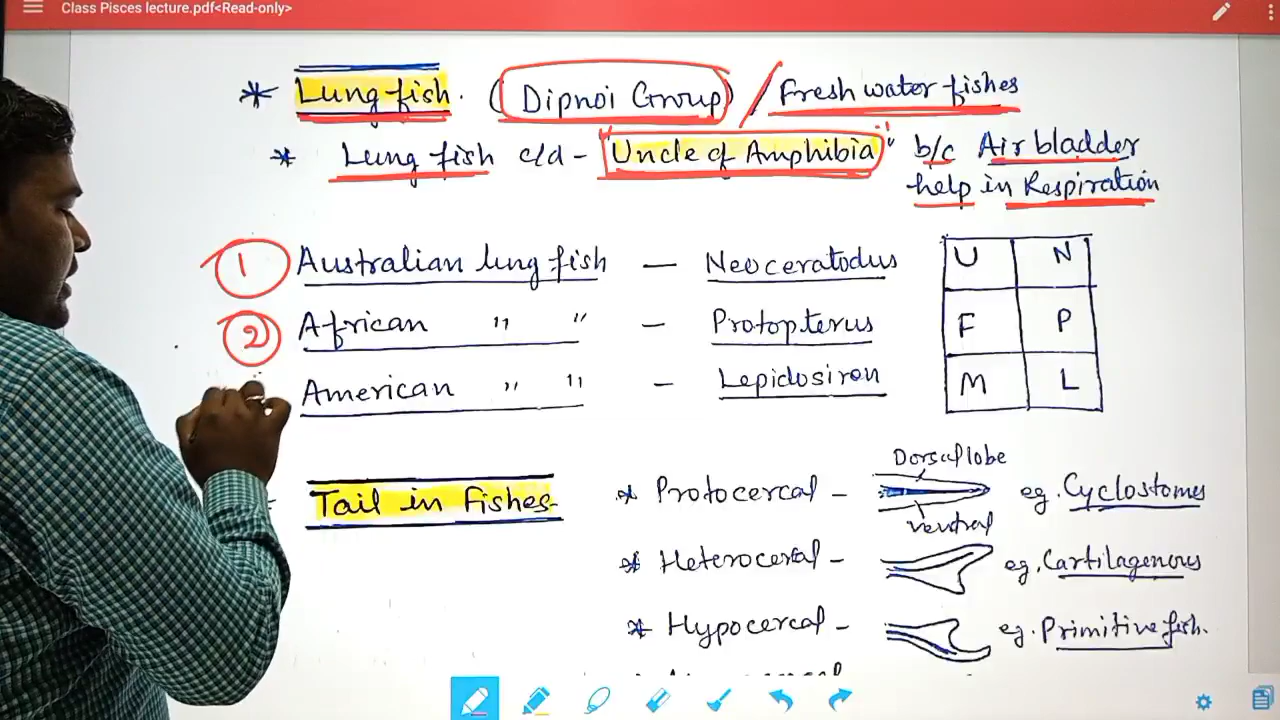 Class Pisces lecture.pdf<Read-only>
* Lung fish. (Dipnoi Group) / Fresh water fishes
* Lung fish c/d - "Uncle of Amphibia" b/c Air bladder
help in Respiration
1 Australian lung fish — Neoceratodus
2 African " " - Protopterus
American " " - Lepidosiren
U N
F P
M L
Tail in Fishes-
Dorsal lobe
* Protocercal - eg. Cyclostomes
ventral
* Heterocercal - eg. Cartilagenous
* Hypocercal - eg. Primitive fish.